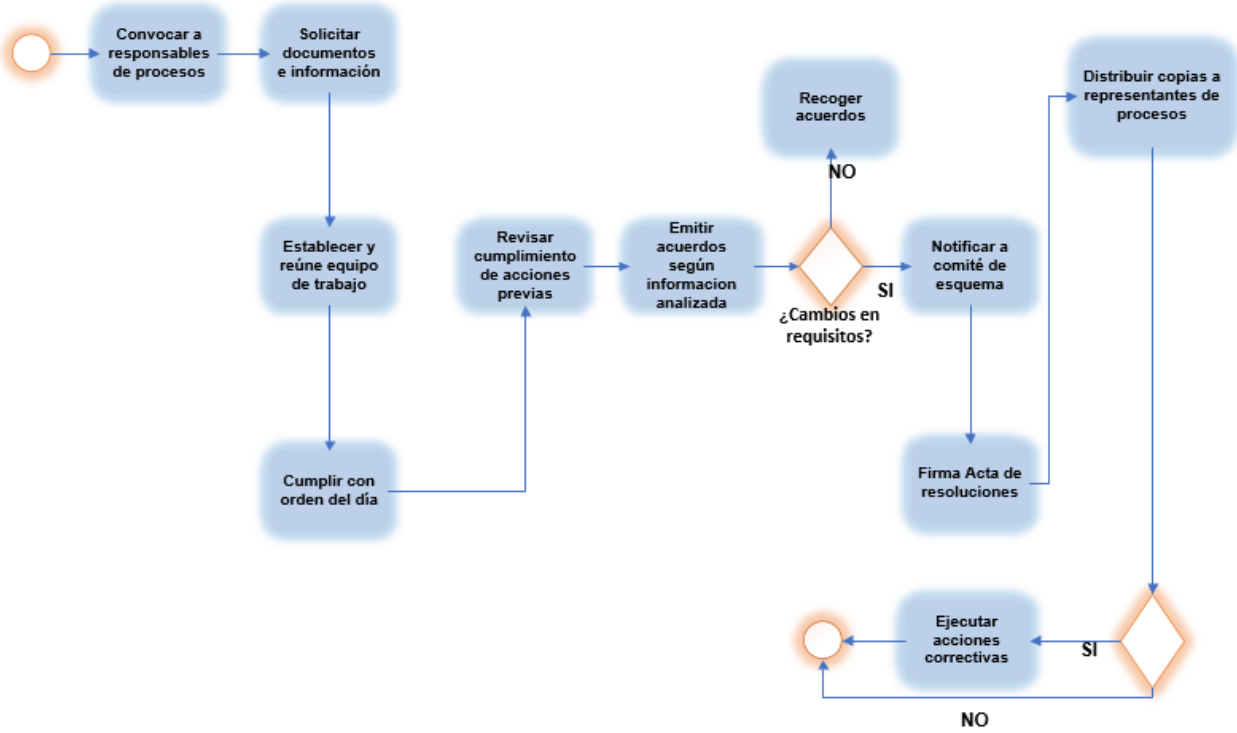 Convocar a
responsables
de procesos
Solicitar
documentos
e información
Establecer y
reúne equipo
de trabajo
Cumplir con
orden del día
Revisar
cumplimiento
de acciones
previas
Emitir
acuerdos
según
informacion
analizada
¿Cambios en
requisitos?
NO
Recoger
acuerdos
SI
Notificar a
comité de
esquema
Firma Acta de
resoluciones
Distribuir copias a
representantes de
procesos
SI
Ejecutar
acciones
correctivas
NO